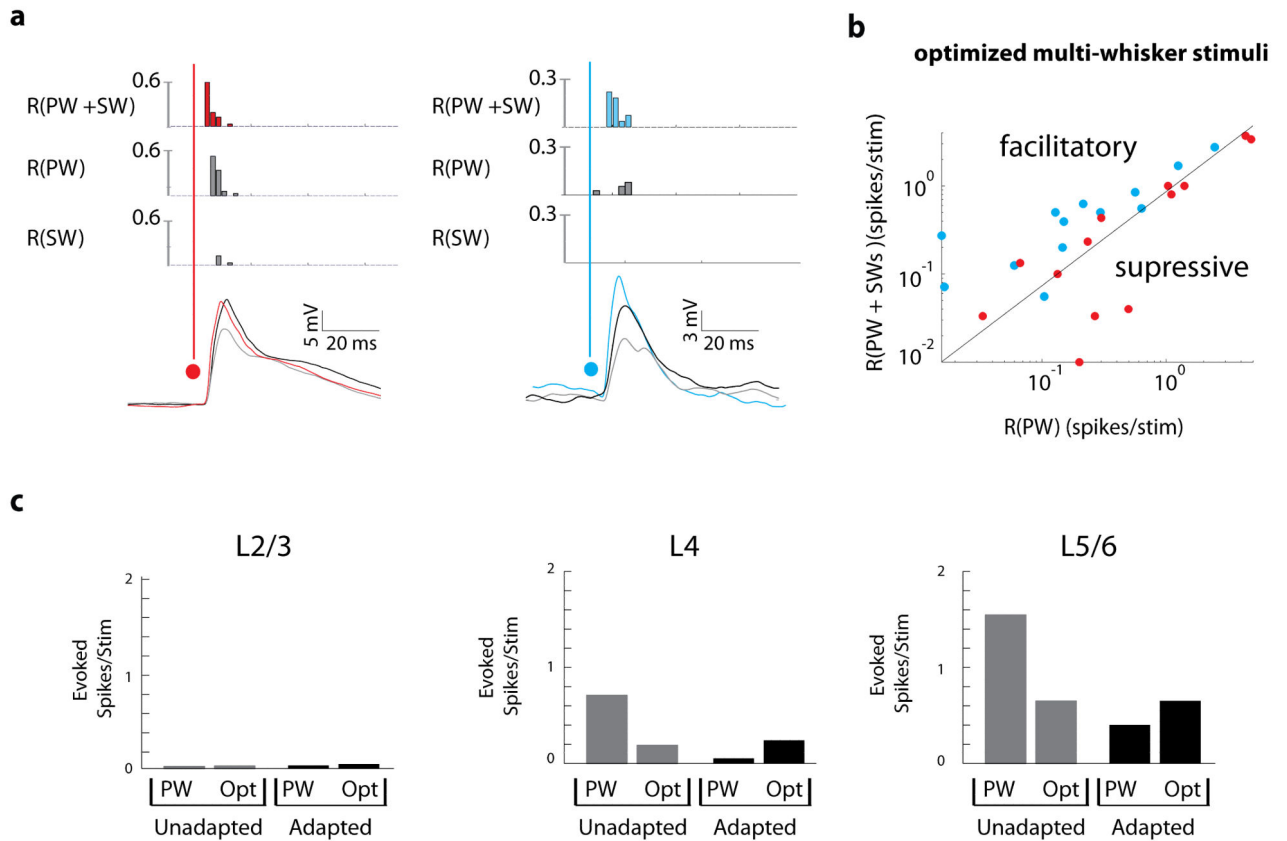 a
R(PW +SW)
R(PW)
R(SW)
0.6
0.6
0.6
5 mV
20 ms
R(PW +SW)
R(PW)
R(SW)
0.3
0.3
0.3
3 mV
20 ms
b
optimized multi-whisker stimuli
facilitatory
supressive
R(PW + SWs )(spikes/stim)
10^0
10^-1
10^-2
10^-1
10^0
R(PW) (spikes/stim)
c
L2/3
Evoked
Spikes/Stim
2
1
0
PW Opt PW Opt
Unadapted Adapted
L4
Evoked
Spikes/Stim
2
1
0
PW Opt PW Opt
Unadapted Adapted
L5/6
Evoked
Spikes/Stim
2
1
0
PW Opt PW Opt
Unadapted Adapted